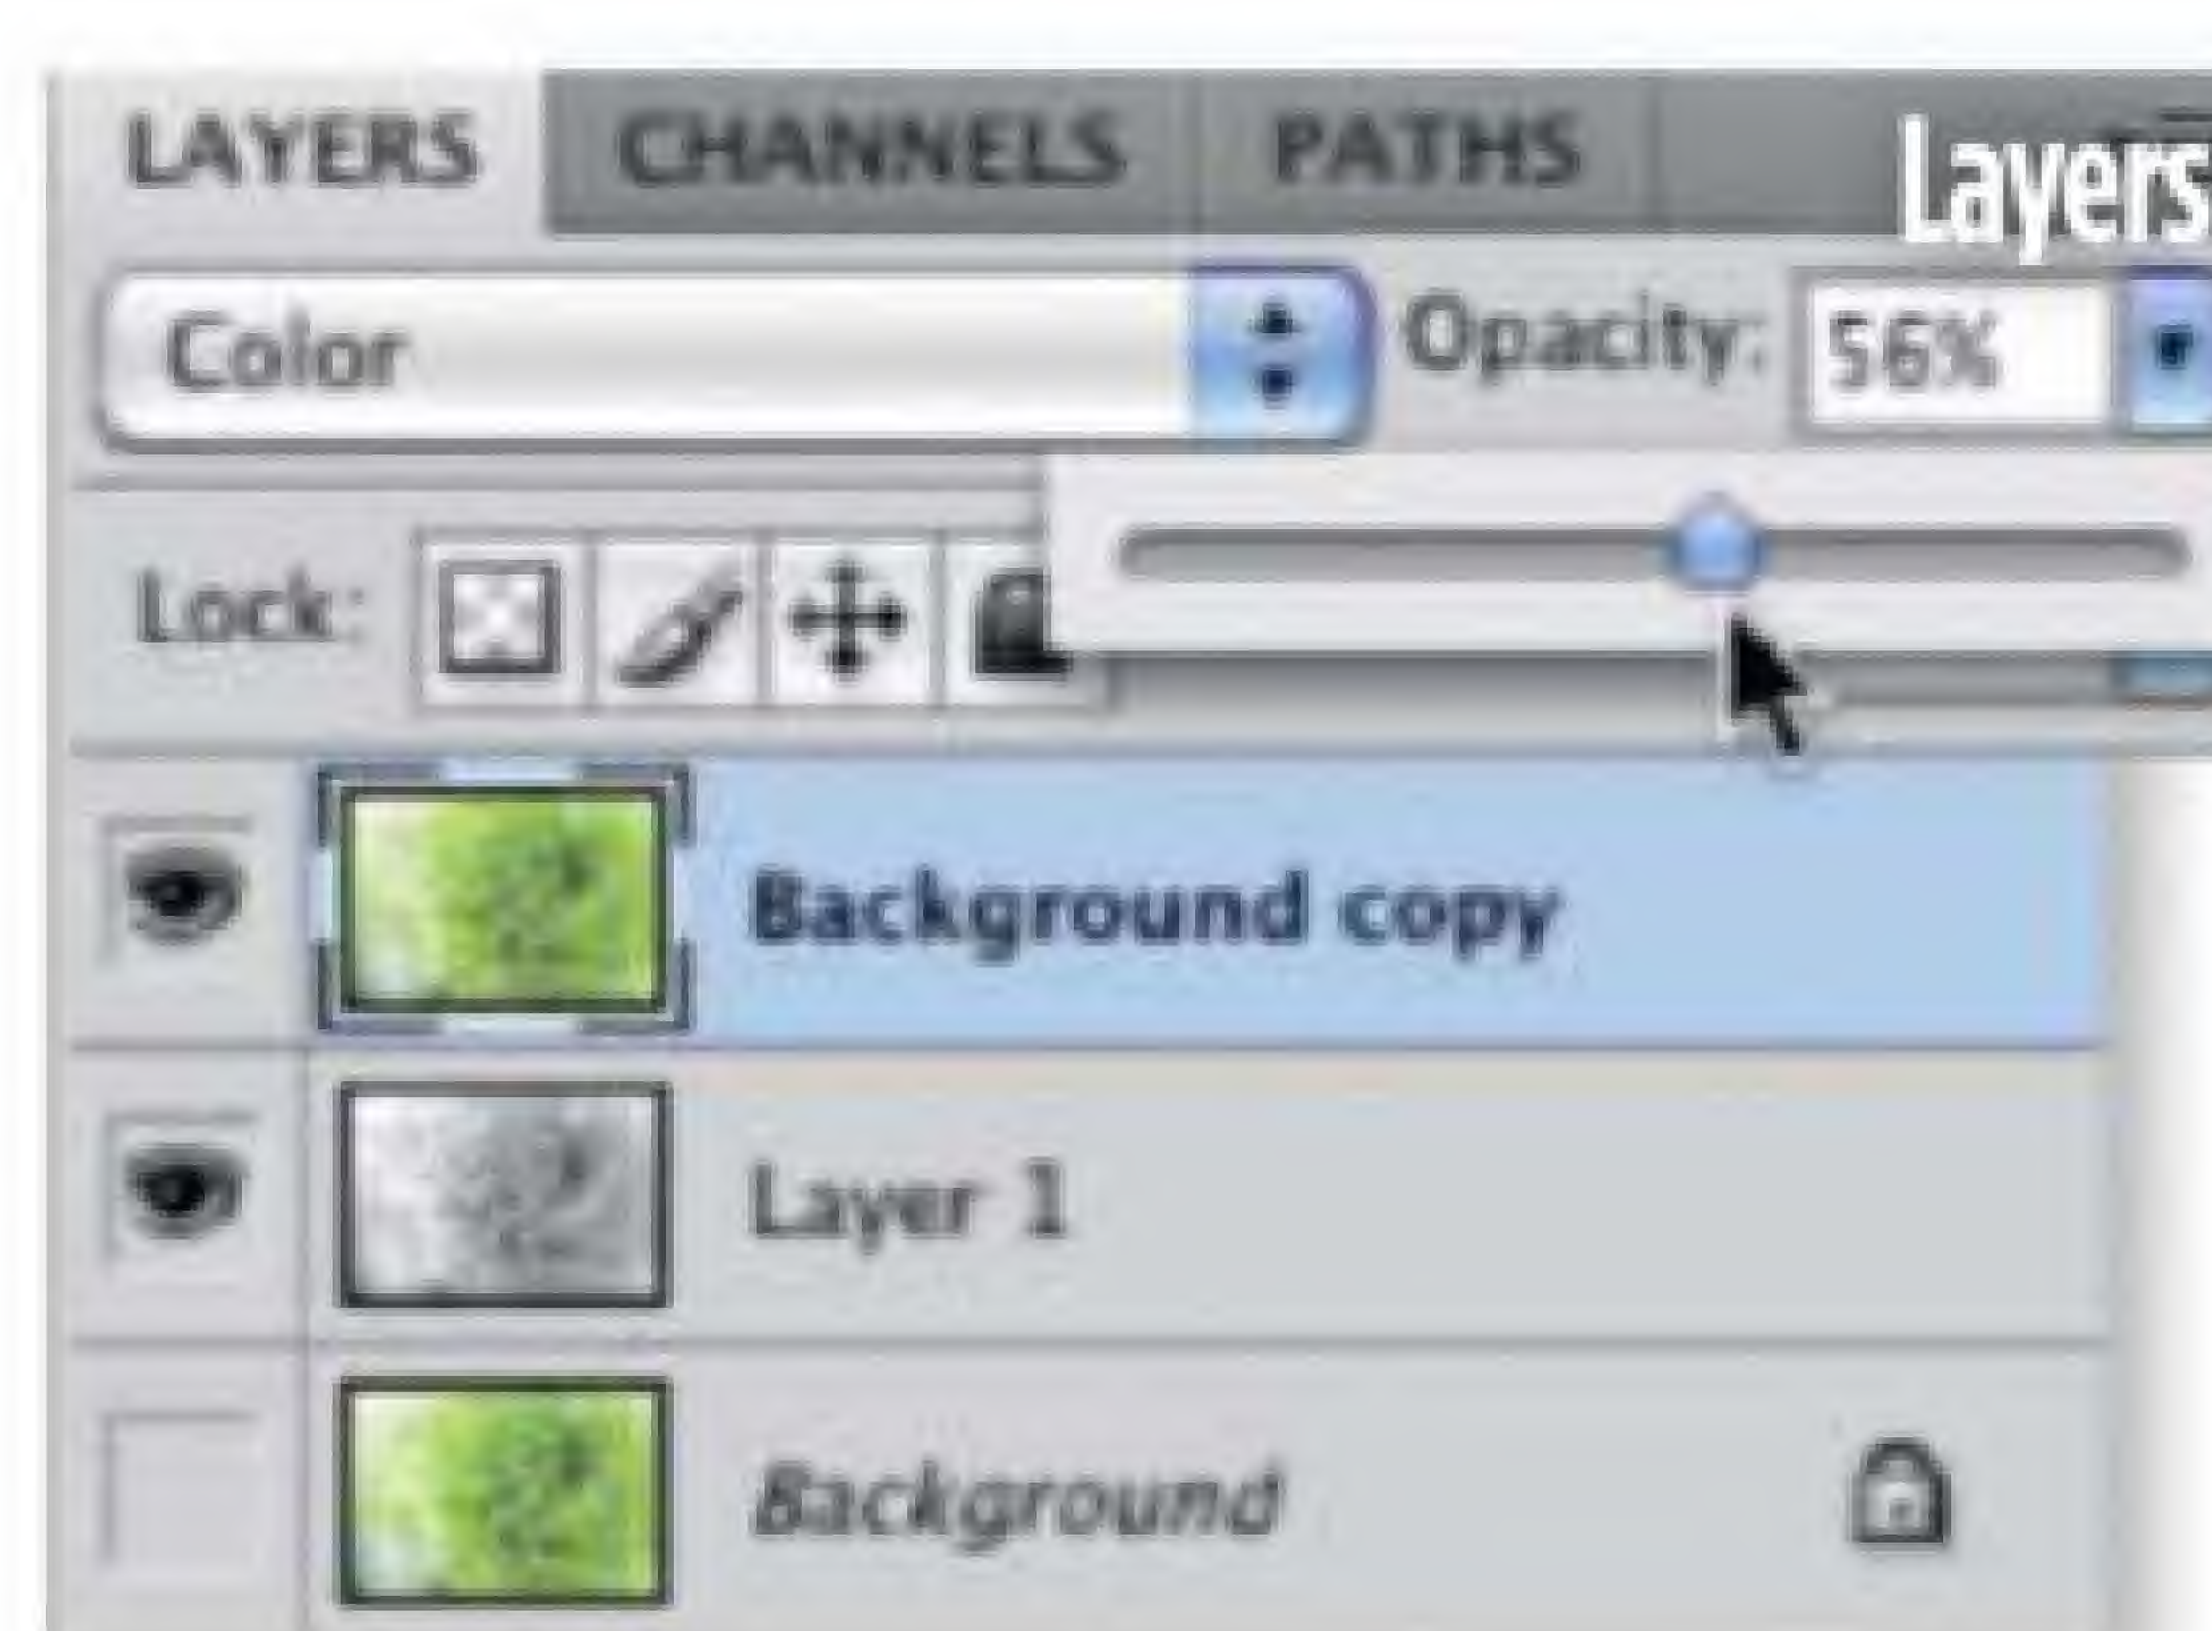 LAYERS CHANNELS PATHS Layers
Color Opacity: 56%
Lock:
Background copy
Layer 1
Background